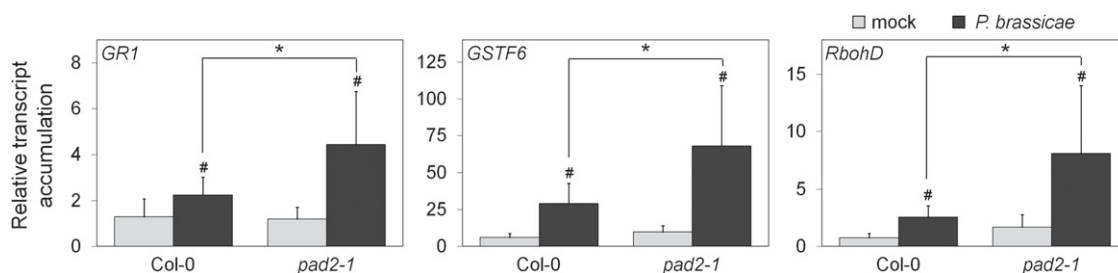 mock P. brassicae
Relative transcript
accumulation
GR1
8
6
4
2
0
*
#
#
Col-0 pad2-1
GSTF6
125
100
75
50
25
0
*
#
#
Col-0 pad2-1
RbohD
15
10
5
0
*
#
#
Col-0 pad2-1